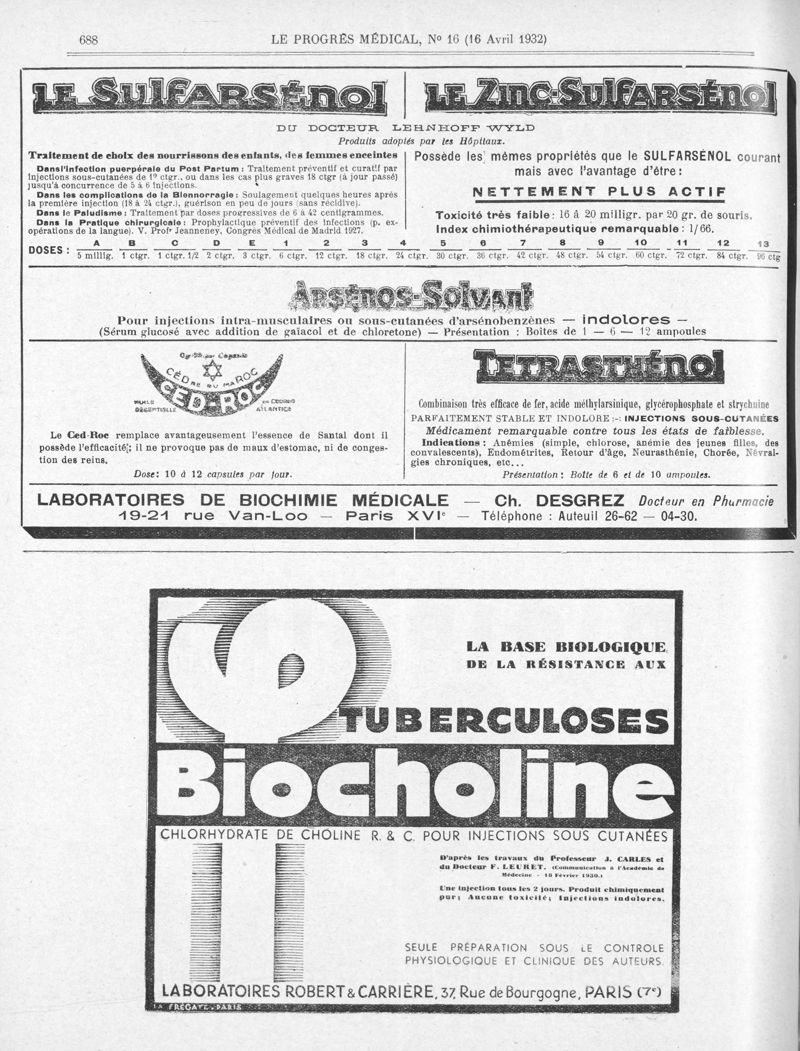 688
LE PROGRÈS MÉDICAL, No 16 (16 Avril 1932)
LE SULFARSÉNOL
LE ZINC-SULFARSÉNOL
DU DOCTEUR LEHNHOFF WYLD
Produits adoptés par les Hôpitaux.
Traitement de choix des nourrissons des enfants, des femmes enceintes
Dans l'infection puerpérale du Post Partum : Traitement préventif et curatif par
injections sous-cutanées de 12 ctgr., ou dans les cas plus graves 18 ctgr (à jour passé)
jusqu'à concurence de 5 à 6 injections.
Dans les complications de la Blennorragie : Soulagement quelques heures après
la première injection (18 à 24 ctgr.), guérison en peu de jours (sans récidive).
Dans le Paludisme : Traitement par doses progressives de 6 à 42 centigrammes.
Dans la Pratique chirurgicale : Prophylactique préventif des infections (p. ex-
opérations de la langue). V. Profr Jeanneney, Congrès Médical de Madrid 1927.
Possède les mêmes propriétés que le SULFARSÉNOL courant
mais avec l'avantage d'être :
NETTEMENT PLUS ACTIF
Toxicité très faible : 16 à 20 milligr. par 20 gr. de souris.
Index chimiothérapeutique remarquable : 1/66.
DOSES : A B C D E 1 2 3 4 5 6 7 8 9 10 11 12 13
5 millig. 1 ctgr. 1 ctgr. 1/2 2 ctgr. 3 ctgr. 6 ctgr. 12 ctgr. 18 ctgr. 24 ctgr. 30 ctgr. 36 ctgr. 42 ctgr. 48 ctgr. 54 ctgr. 60 ctgr. 72 ctgr. 84 ctgr. 96 ctg
ARSÉNOS-SOLVANT
Pour injections intra-musculaires ou sous-cutanées d'arsénobenzènes — indolores —
(Sérum glucosé avec addition de gaïacol et de chloretone) — Présentation : Boîtes de 1 — 6 — 12 ampoules
CÈDRE DU MAROC
CED-ROC
ATLANTICA
Le Ced-Roc remplace avantageusement l'essence de Santal dont il
possède l'efficacité ; il ne provoque pas de maux d'estomac, ni de conges-
tion des reins.
Dose: 10 à 12 capsules par jour.
TETRASTHÉNOL
Combinaison très efficace de fer, acide méthylarsinique, glycérophosphate et strychnine
PARFAITEMENT STABLE ET INDOLORE :-: INJECTIONS SOUS-CUTANÉES
Médicament remarquable contre tous les états de faiblesse.
Indications : Anémies (simple, chlorose, anémie des jeunes filles, des
convalescents), Endométrites, Retour d'âge, Neurasthénie, Chorée, Névral-
gies chroniques, etc...
Présentation : Boîte de 6 et de 10 ampoules.
LABORATOIRES DE BIOCHIMIE MÉDICALE — Ch. DESGREZ Docteur en Pharmacie
19-21 rue Van-Loo — Paris XVIe — Téléphone : Auteuil 26-62 — 04-30.
φ
LA BASE BIOLOGIQUE
DE LA RÉSISTANCE AUX
TUBERCULOSES
Biocholine
CHLORHYDRATE DE CHOLINE R. & C. POUR INJECTIONS SOUS CUTANÉES
D'après les travaux du Professeur J. CARLES et
du Docteur F. LEURET. (Communication à l'Académie de
Médecine - 18 Février 1930.)
Une injection tous les 2 jours. Produit chimiquement
pur ; Aucune toxicité ; Injections indolores.
SEULE PRÉPARATION SOUS LE CONTROLE
PHYSIOLOGIQUE ET CLINIQUE DES AUTEURS.
LABORATOIRES ROBERT & CARRIÈRE, 37, Rue de Bourgogne, PARIS (7e)
LA FRÉGATE-PARIS